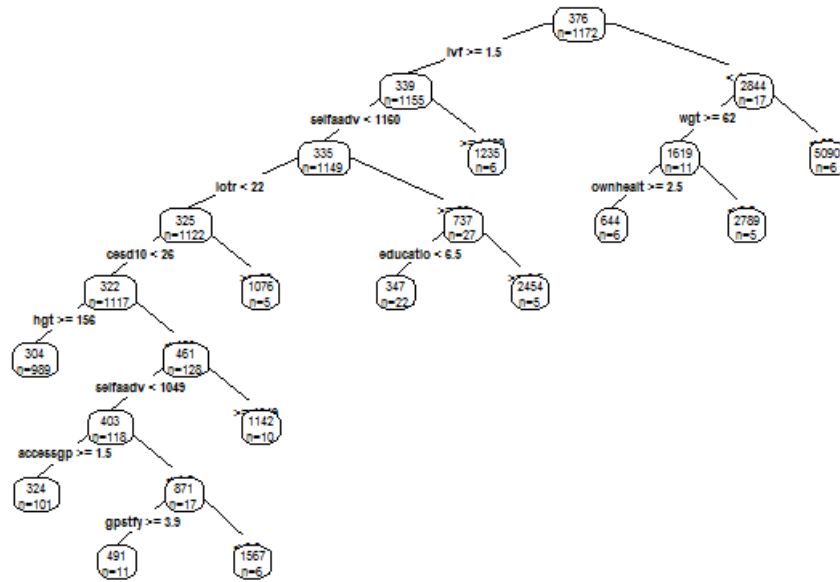 376
n=1172
ivf >= 1.5
<
339
n=1155
2844
n=17
selfaadv < 1160
wgt >= 62
335
n=1149
1235
n=6
1619
n=11
5090
n=6
lotr < 22
ownhealt >= 2.5
325
n=1122
737
n=27
644
n=6
2789
n=5
cesd10 < 26
educatio < 6.5
322
n=1117
1076
n=5
347
n=22
2454
n=5
hgt >= 156
304
n=989
461
n=128
selfaadv < 1049
403
n=118
1142
n=10
accessgp >= 1.5
324
n=101
871
n=17
gpstfy >= 3.9
491
n=11
1567
n=6